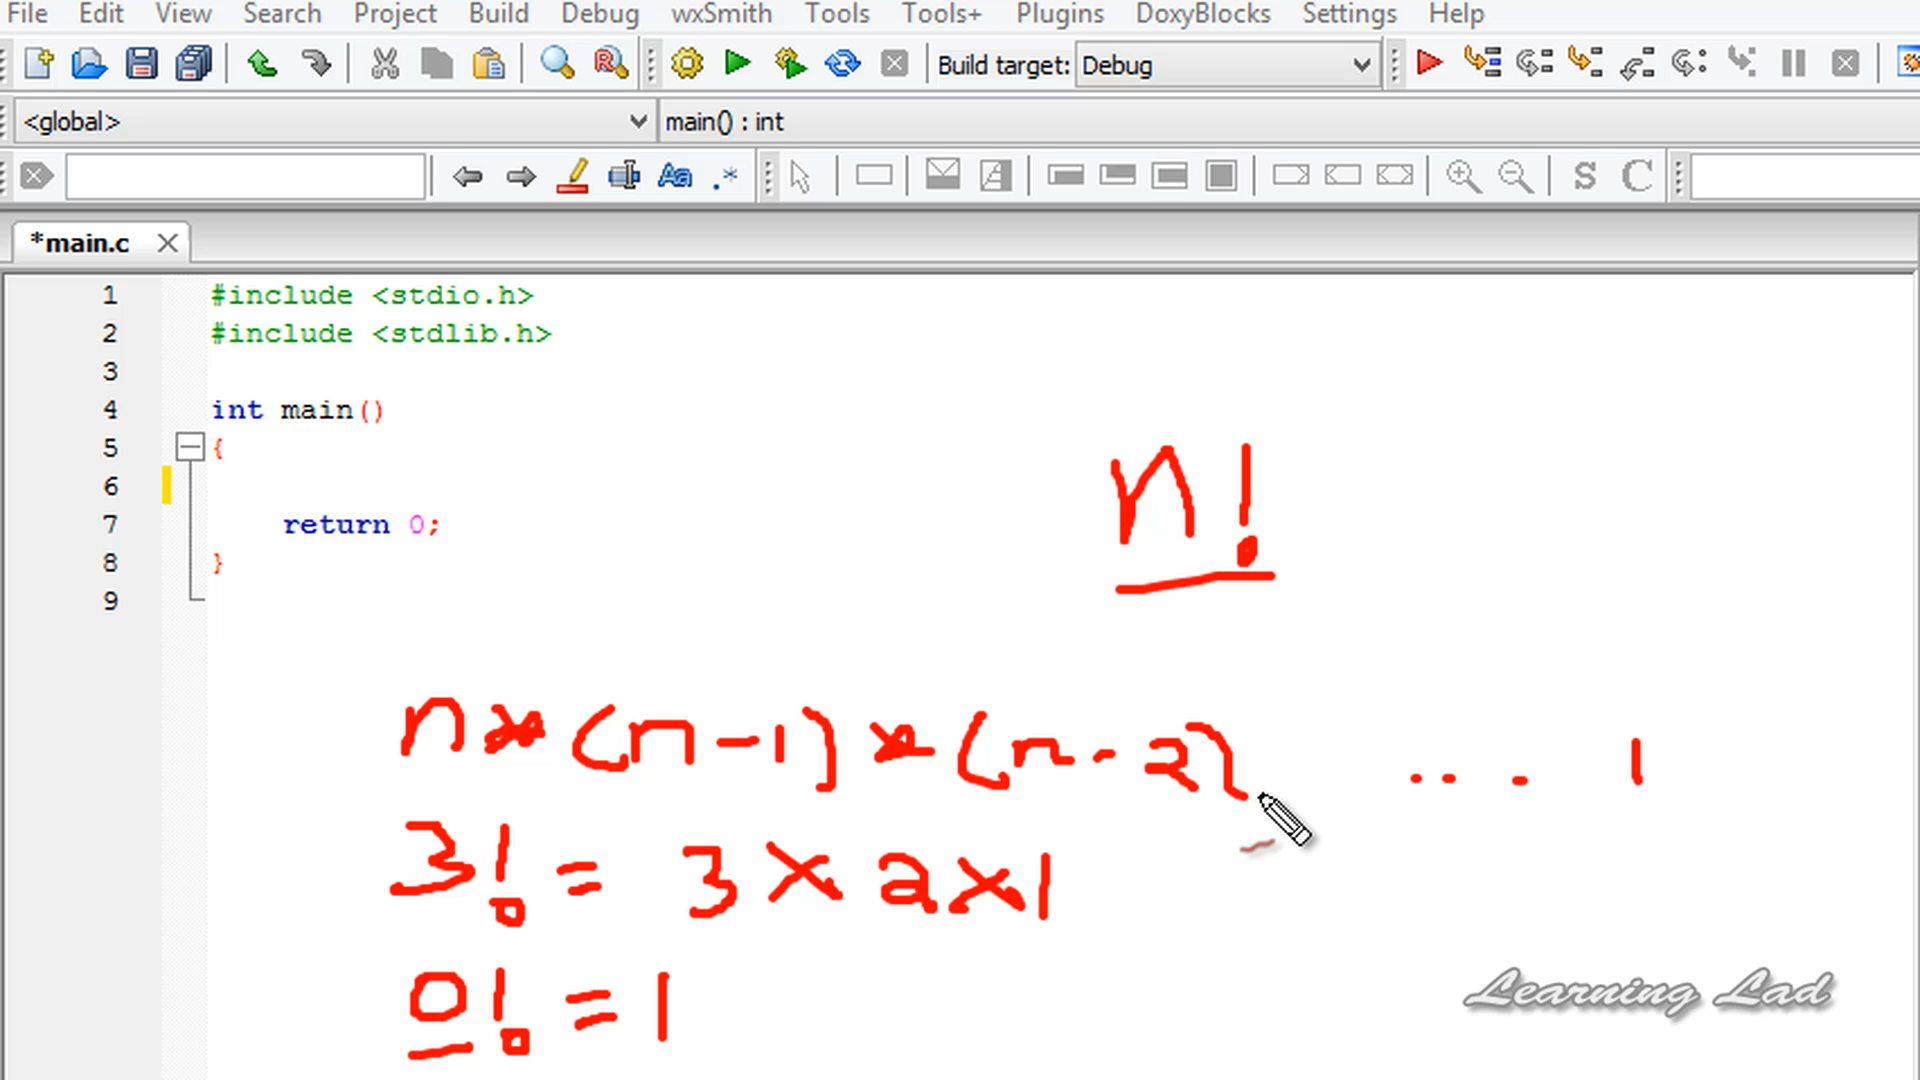 File Edit View Search Project Build Debug wxSmith Tools Tools+ Plugins DoxyBlocks Settings Help
Build target: Debug
<global> main() : int
Aa .* S C
*main.c
1 #include <stdio.h>
2 #include <stdlib.h>
3
4 int main()
5 {
6
7 return 0;
8 }
9
n!
n*(n-1)*(n-2) .... 1
3! = 3 x 2 x 1
0! = 1
Learning Lad